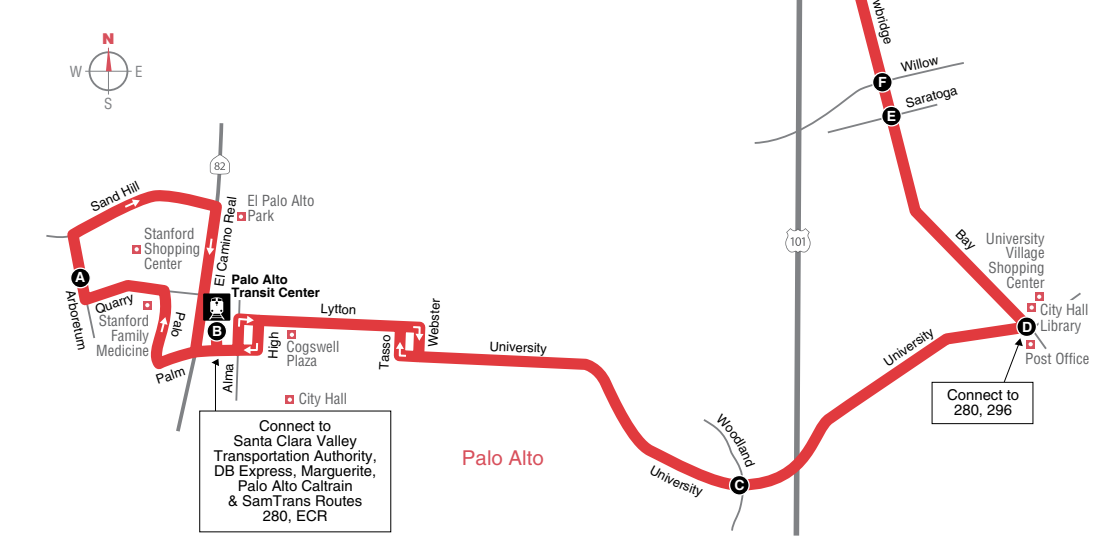 N
W
E
S
wbridge
F
Willow
E
Saratoga
82
Sand Hill
El Palo Alto
Park
El Camino Real
Stanford
Shopping
Center
A
Arboretum
Quarry
Stanford
Family
Medicine
Palo
Palm
Palo Alto
Transit Center
B
Alma
High
Lytton
Cogswell
Plaza
City Hall
Tasso
Webster
University
Connect to
Santa Clara Valley
Transportation Authority,
DB Express, Marguerite,
Palo Alto Caltrain
& SamTrans Routes
280, ECR
Palo Alto
University
Woodland
C
101
University
Bay
University
Village
Shopping
Center
City Hall
Library
D
Post Office
Connect to
280, 296